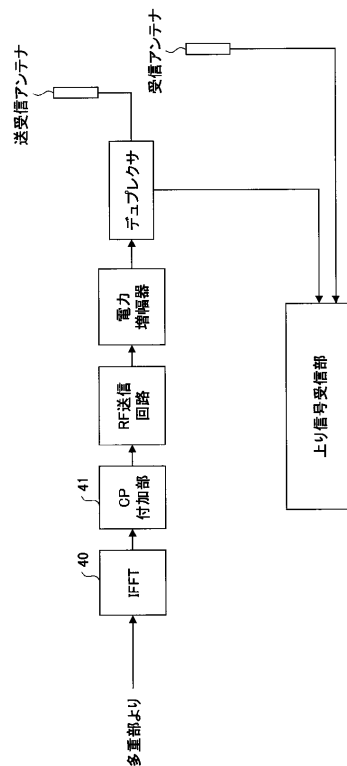 多重部より
40
IFFT
41
CP
付加部
RF送信
回路
電力
増幅器
デュプレクサ
送受信アンテナ
受信アンテナ
上り信号受信部